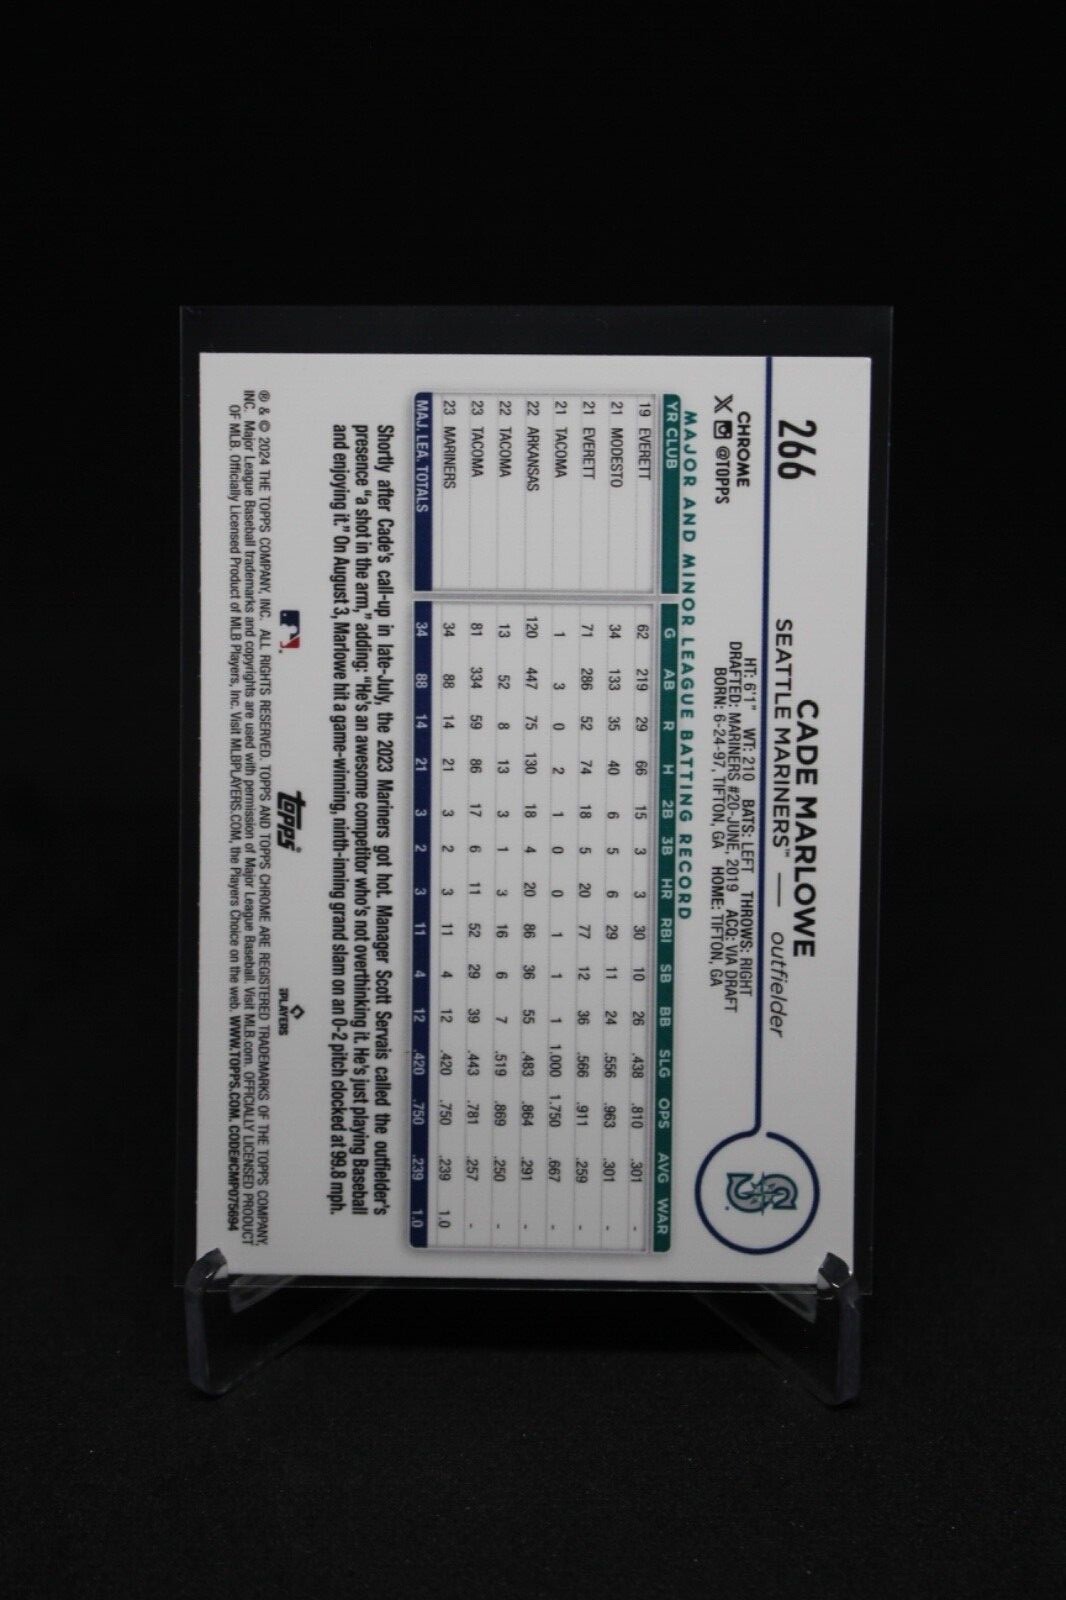 266
CADE MARLOWE
SEATTLE MARINERS™ — outfielder
CHROME
@TOPPS
HT: 6'1" WT: 210 BATS: LEFT THROWS: RIGHT
DRAFTED: MARINERS #20-JUNE, 2019 ACQ: VIA DRAFT
BORN: 6-24-97, TIFTON, GA HOME: TIFTON, GA
MAJOR AND MINOR LEAGUE BATTING RECORD
YR CLUB G AB R H 2B 3B HR RBI SB BB SLG OPS AVG WAR
19 EVERETT 62 219 29 66 15 3 3 30 10 26 .438 .810 .301 -
21 MODESTO 34 133 35 40 6 5 6 29 11 24 .556 .963 .301 -
21 EVERETT 71 286 52 74 18 5 20 77 12 36 .566 .911 .259 -
21 TACOMA 1 3 0 2 1 0 0 1 1 1 1.000 1.750 .667 -
22 ARKANSAS 120 447 75 130 18 4 20 86 36 55 .483 .864 .291 -
22 TACOMA 13 52 8 13 3 1 3 16 6 7 .519 .869 .250 -
23 TACOMA 81 334 59 86 17 6 11 52 29 39 .443 .781 .257 -
23 MARINERS 34 88 14 21 3 2 3 11 4 12 .420 .750 .239 1.0
MAJ. LEA. TOTALS 34 88 14 21 3 2 3 11 4 12 .420 .750 .239 1.0
Shortly after Cade's call-up in late-July, the 2023 Mariners got hot. Manager Scott Servais called the outfielder's
presence "a shot in the arm," adding: "He's an awesome competitor who's not overthinking it. He's just playing Baseball
and enjoying it." On August 3, Marlowe hit a game-winning, ninth-inning grand slam on an 0-2 pitch clocked at 99.8 mph.
topps
PLAYERS
® & © 2024 THE TOPPS COMPANY, INC. ALL RIGHTS RESERVED. TOPPS AND TOPPS CHROME ARE REGISTERED TRADEMARKS OF THE TOPPS COMPANY,
INC. Major League Baseball trademarks and copyrights are used with permission of Major League Baseball. Visit MLB.com. OFFICIALLY LICENSED PRODUCT
OF MLB. Officially Licensed Product of MLB Players, Inc. Visit MLBPLAYERS.COM, the Players Choice on the web. WWW.TOPPS.COM. CODE#CMP075694